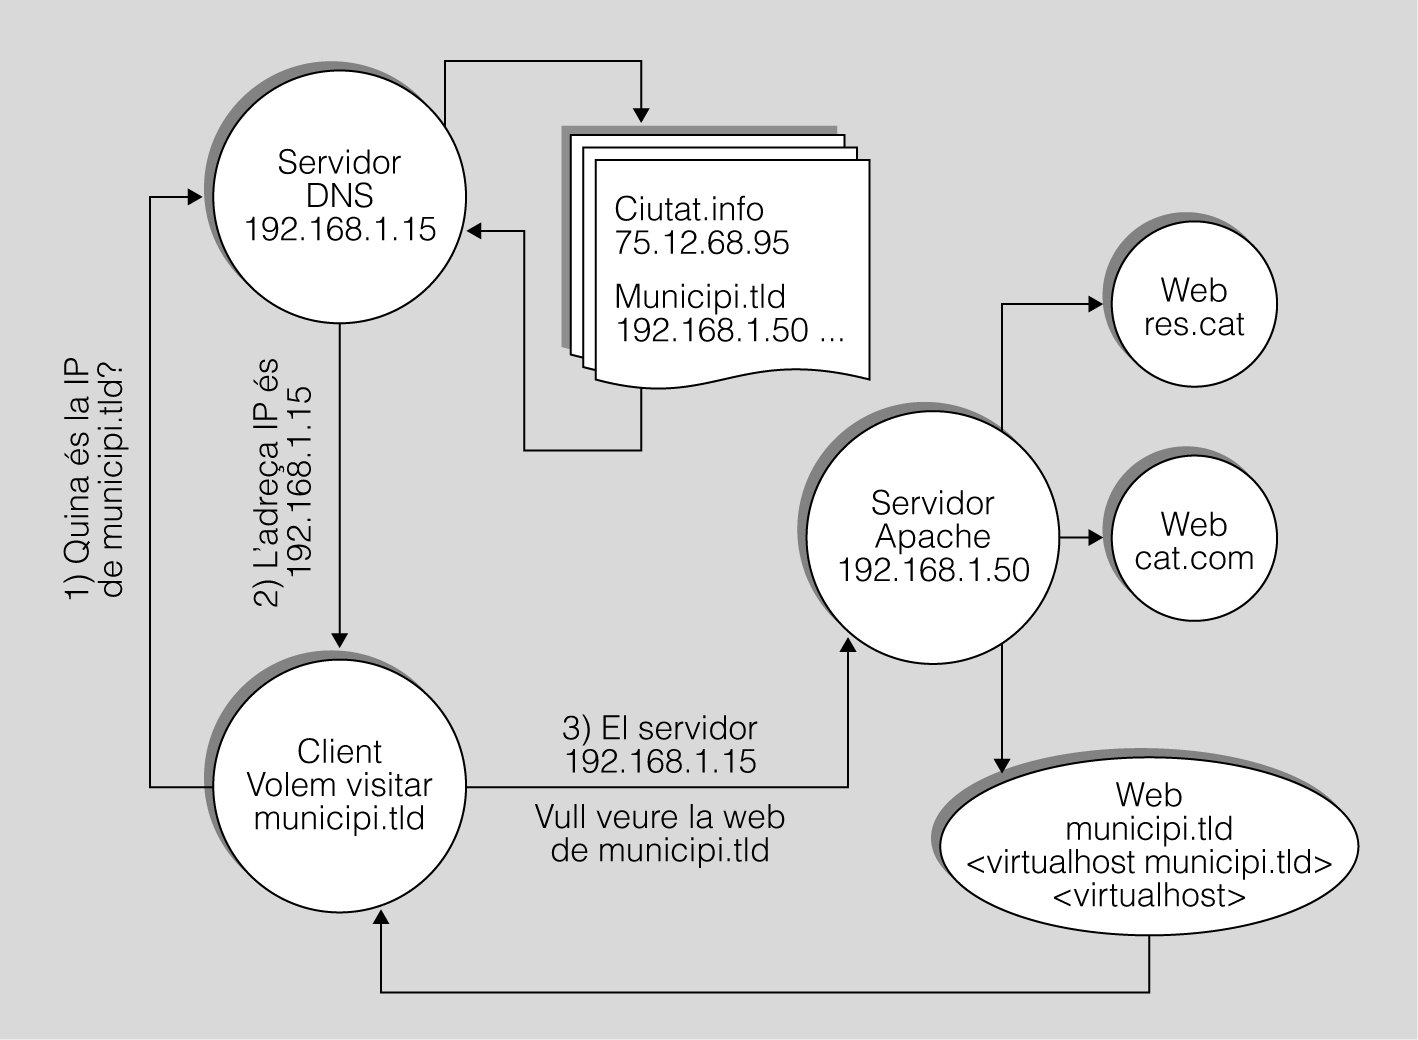 Servidor
DNS
192.168.1.15
Ciutat.info
75.12.68.95
Municipi.tld
192.168.1.50 ...
Web
res.cat
1) Quina és la IP
de municipi.tld?
2) L'adreça IP és
192.168.1.15
Servidor
Apache
192.168.1.50
Web
cat.com
Client
Volem visitar
municipi.tld
3) El servidor
192.168.1.15
Vull veure la web
de municipi.tld
Web
municipi.tld
<virtualhost municipi.tld>
<virtualhost>